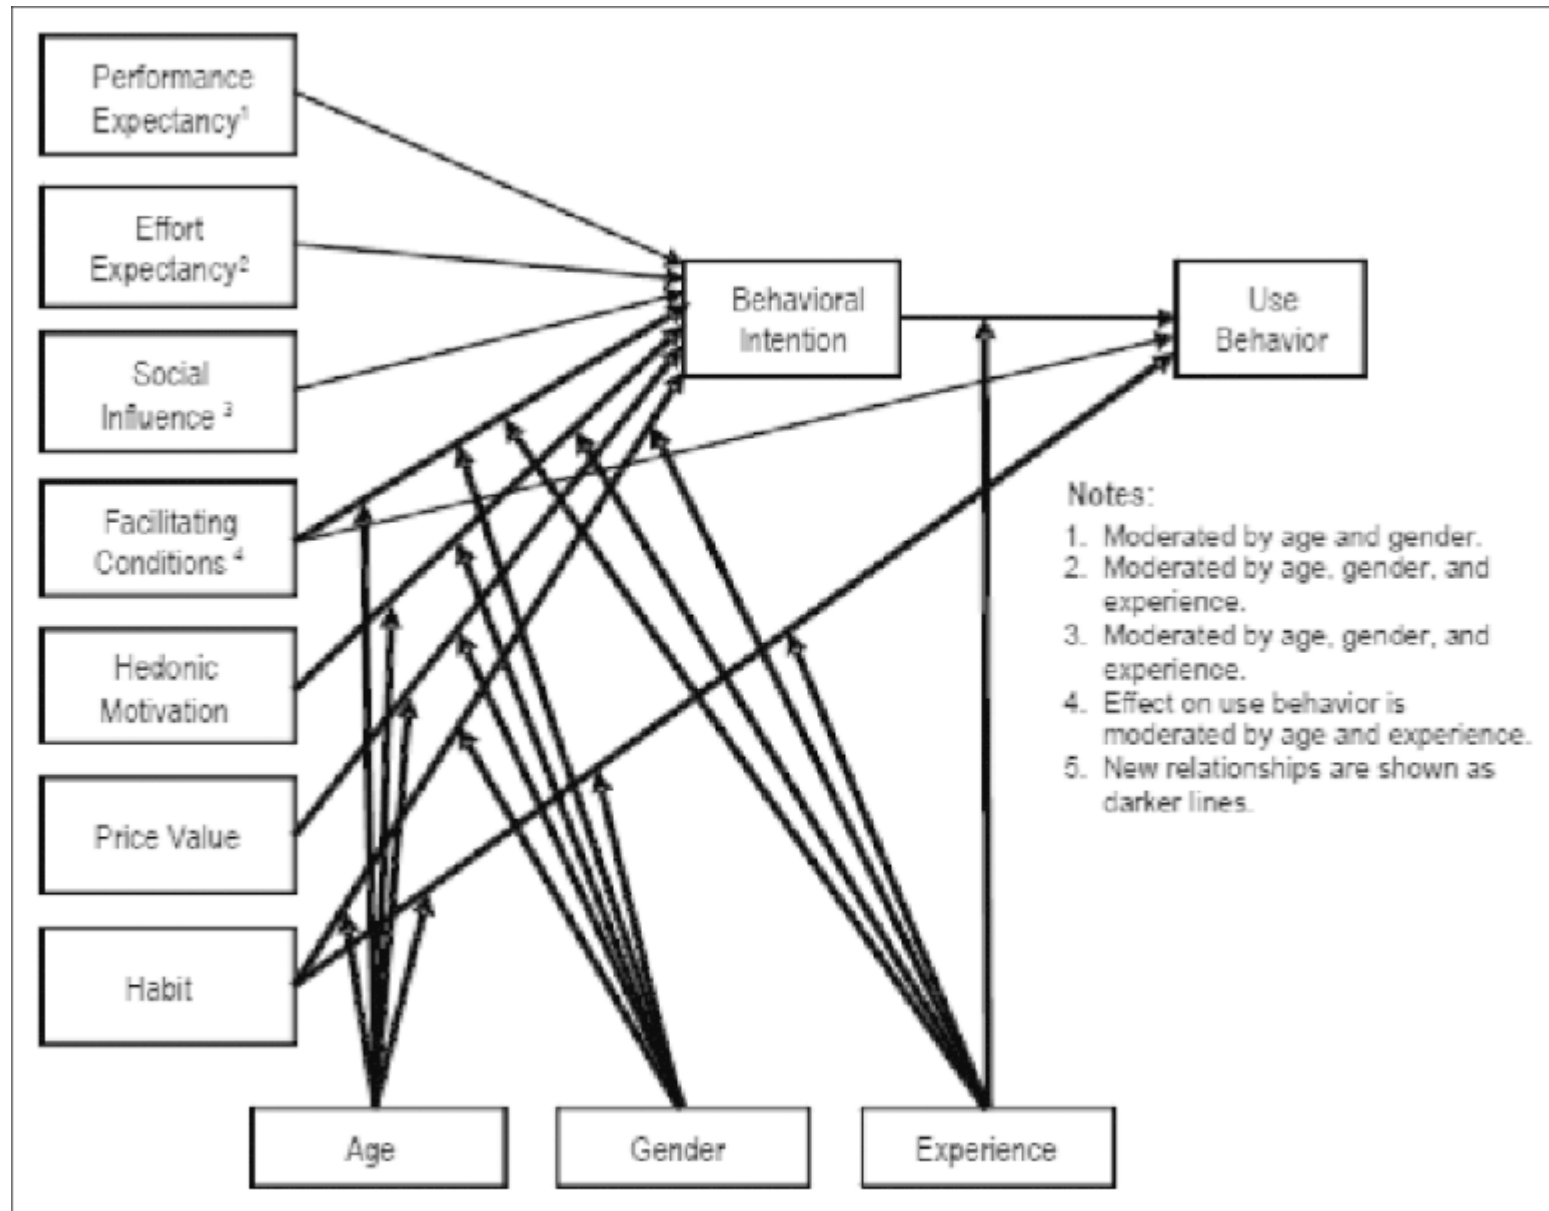 Performance
Expectancy¹
Effort
Expectancy²
Social
Influence ³
Facilitating
Conditions ⁴
Hedonic
Motivation
Price Value
Habit
Behavioral
Intention
Use
Behavior
Notes:
1. Moderated by age and gender.
2. Moderated by age, gender, and
experience.
3. Moderated by age, gender, and
experience.
4. Effect on use behavior is
moderated by age and experience.
5. New relationships are shown as
darker lines.
Age
Gender
Experience